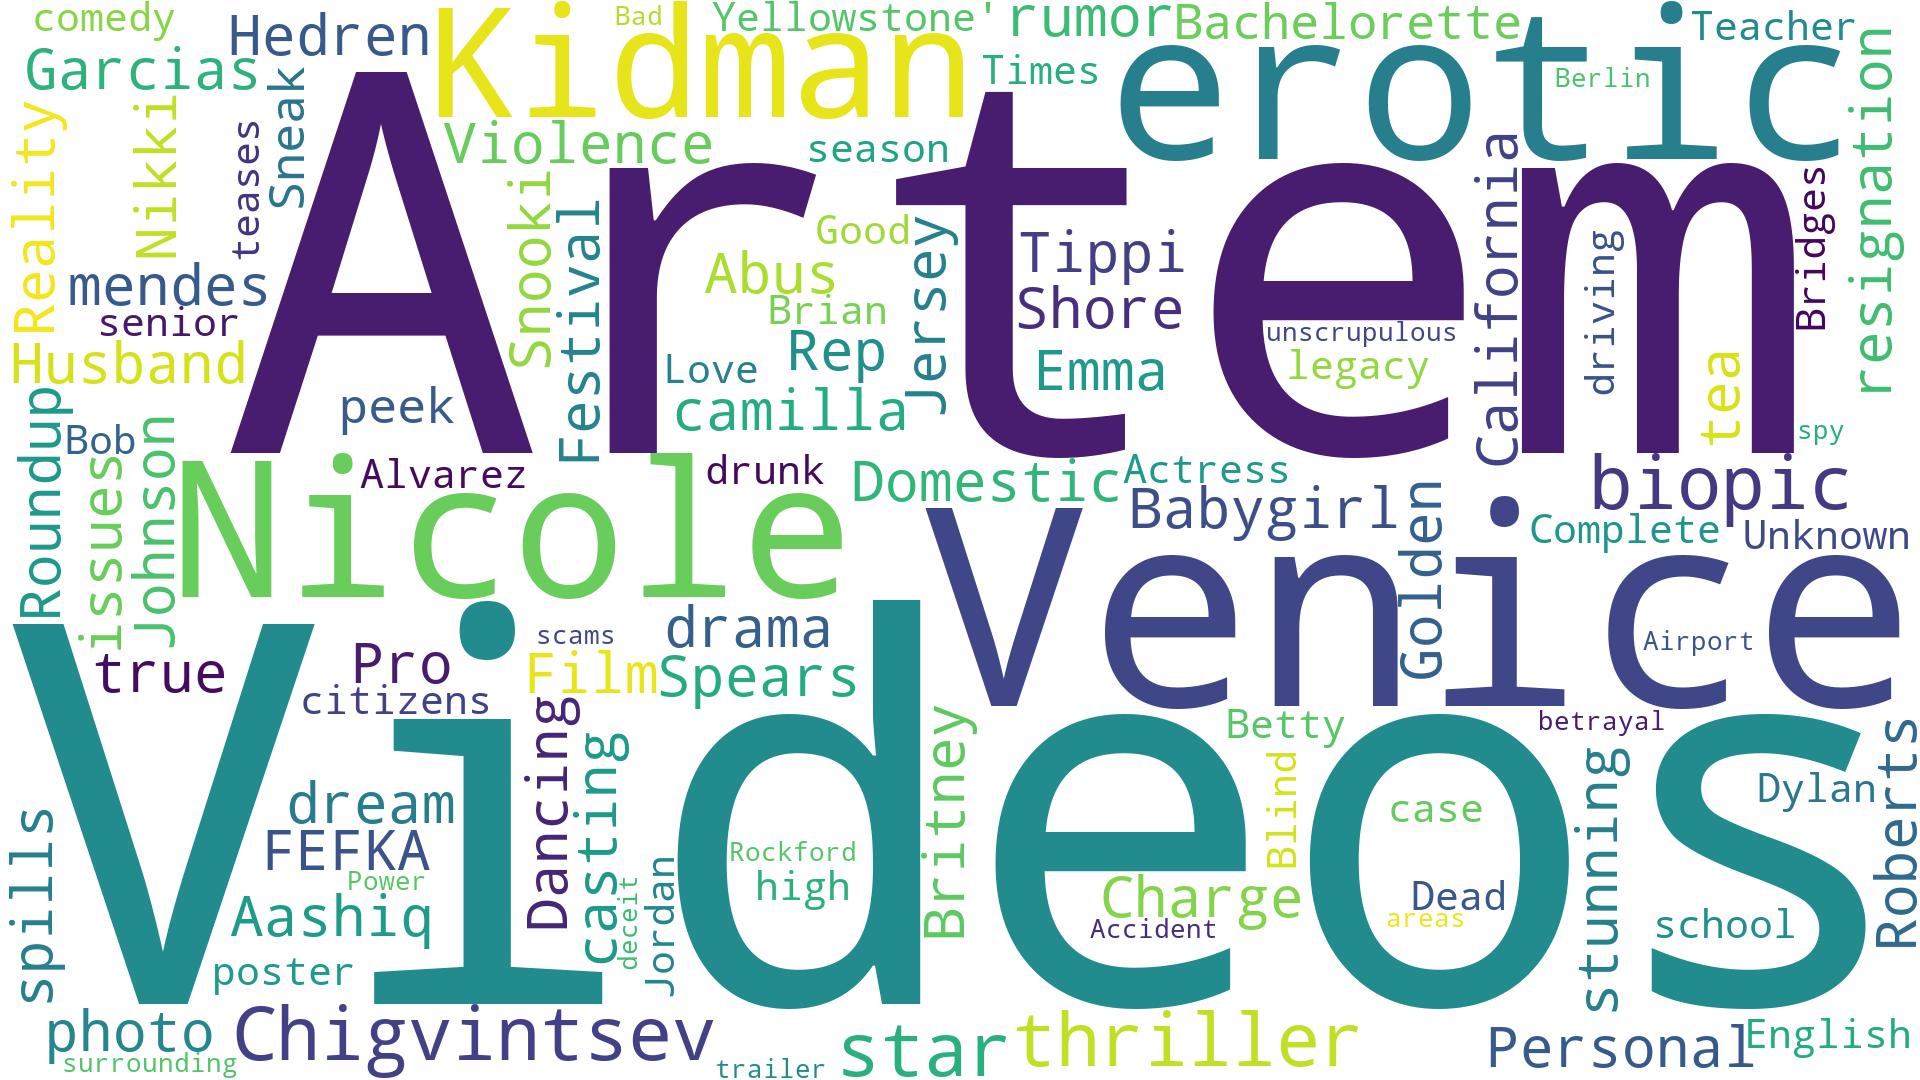 comedy
Hedren
Kidman
Bad
Yellowstone'
rumor
Bachelorette
Teacher
Garcias
Times
erotic
Berlin
resignation
Reality
Nikki
teases
Sneak
Violence
season
Artem
California
Bridges
Snooki
Festival
Good
Jersey
Tippi
driving
mendes
Abus
Shore
senior
Brian
unscrupulous
Husband
Rep
Love
Emma
legacy
tea
peek
camilla
Roundup
Bob
spy
issues
Johnson
Nicole
Alvarez
drunk
Domestic
Actress
biopic
Babygirl
Golden
Complete
Unknown
Venice
true
Pro
scams
drama
Airport
citizens
Film
Spears
Videos
Dancing
casting
Britney
Betty
betrayal
Roberts
spills
dream
Blind
case
stunning
Dylan
FEFKA
Rockford
Power
high
deceit
Jordan
Charge
Dead
areas
Aashiq
Accident
school
poster
photo
Chigvintsev
star
thriller
Personal
English
surrounding
trailer